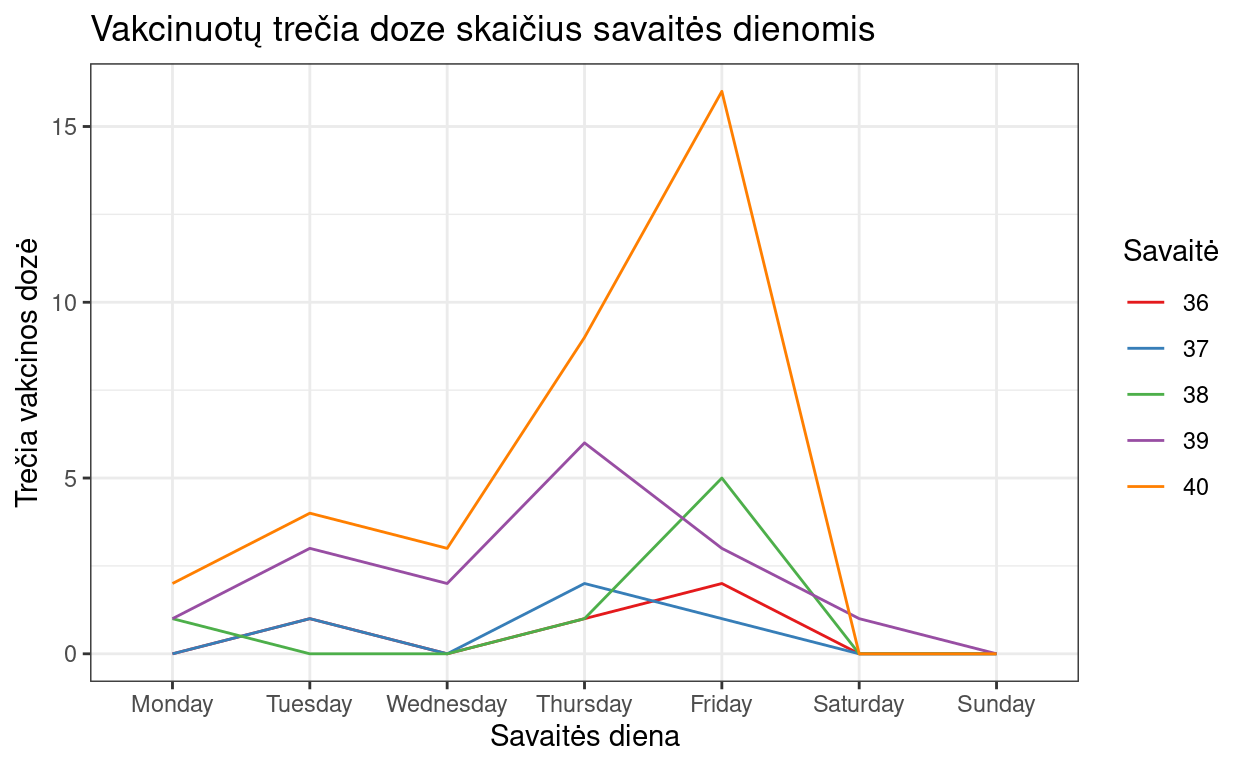 Vakcinuotų trečia doze skaičius savaitės dienomis
Trečia vakcinos dozė
15
10
5
0
Monday Tuesday Wednesday Thursday Friday Saturday Sunday
Savaitės diena
Savaitė
36
37
38
39
40